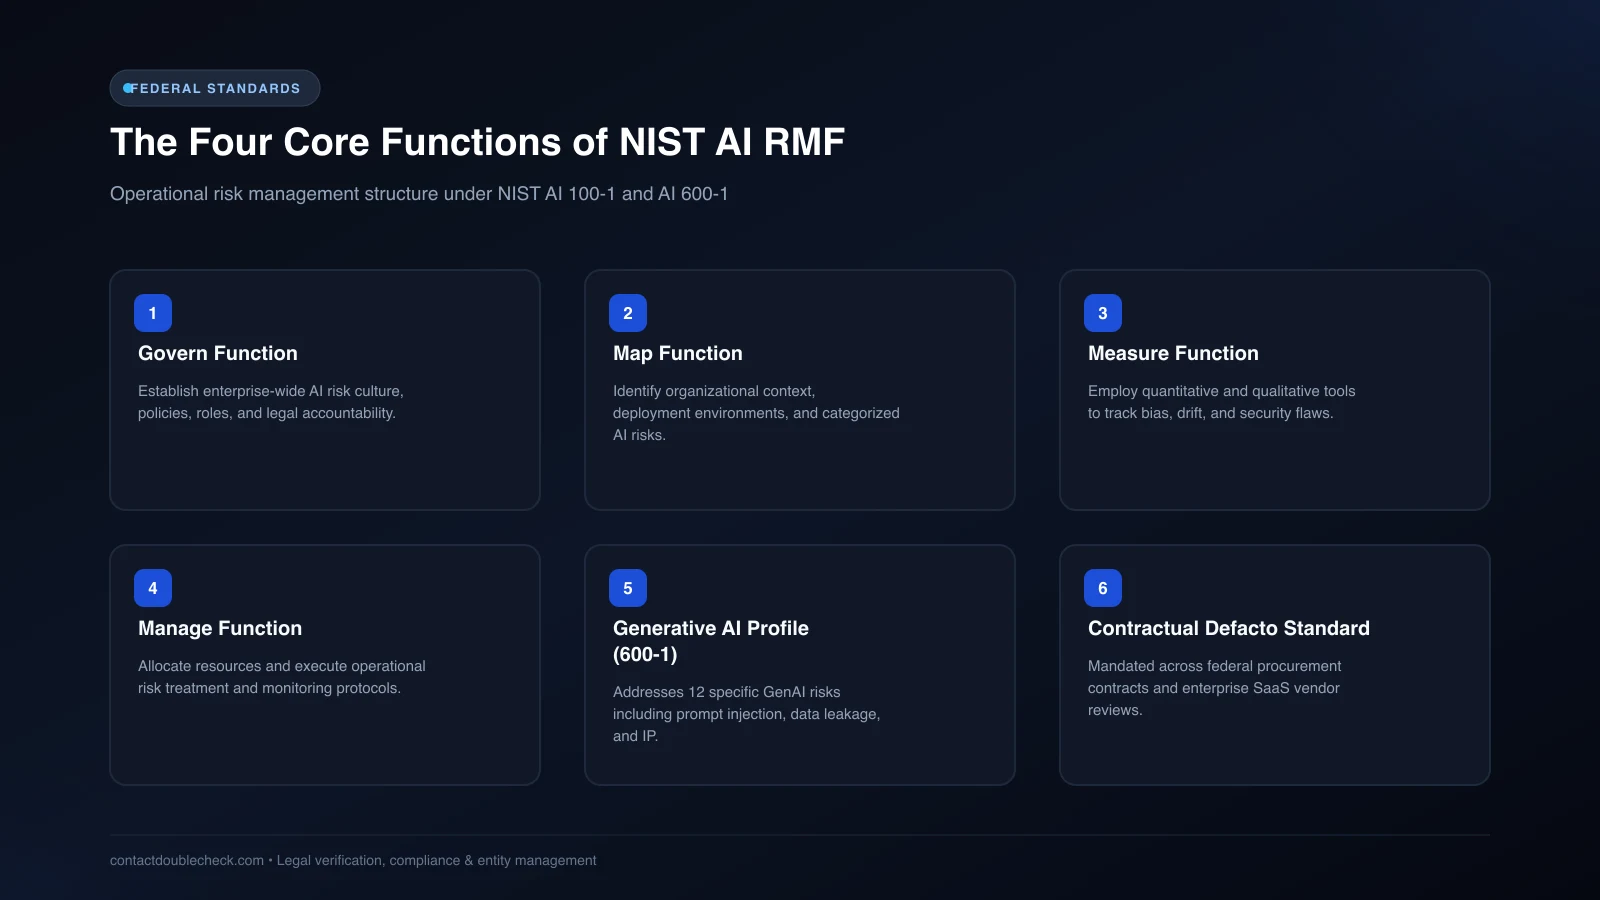 FEDERAL STANDARDS
The Four Core Functions of NIST AI RMF
Operational risk management structure under NIST AI 100-1 and AI 600-1
1
Govern Function
Establish enterprise-wide AI risk culture,
policies, roles, and legal accountability.
2
Map Function
Identify organizational context,
deployment environments, and categorized
AI risks.
3
Measure Function
Employ quantitative and qualitative tools
to track bias, drift, and security flaws.
4
Manage Function
Allocate resources and execute operational
risk treatment and monitoring protocols.
5
Generative AI Profile
(600-1)
Addresses 12 specific GenAI risks
including prompt injection, data leakage,
and IP.
6
Contractual Defacto Standard
Mandated across federal procurement
contracts and enterprise SaaS vendor
reviews.
contactdoublecheck.com • Legal verification, compliance & entity management